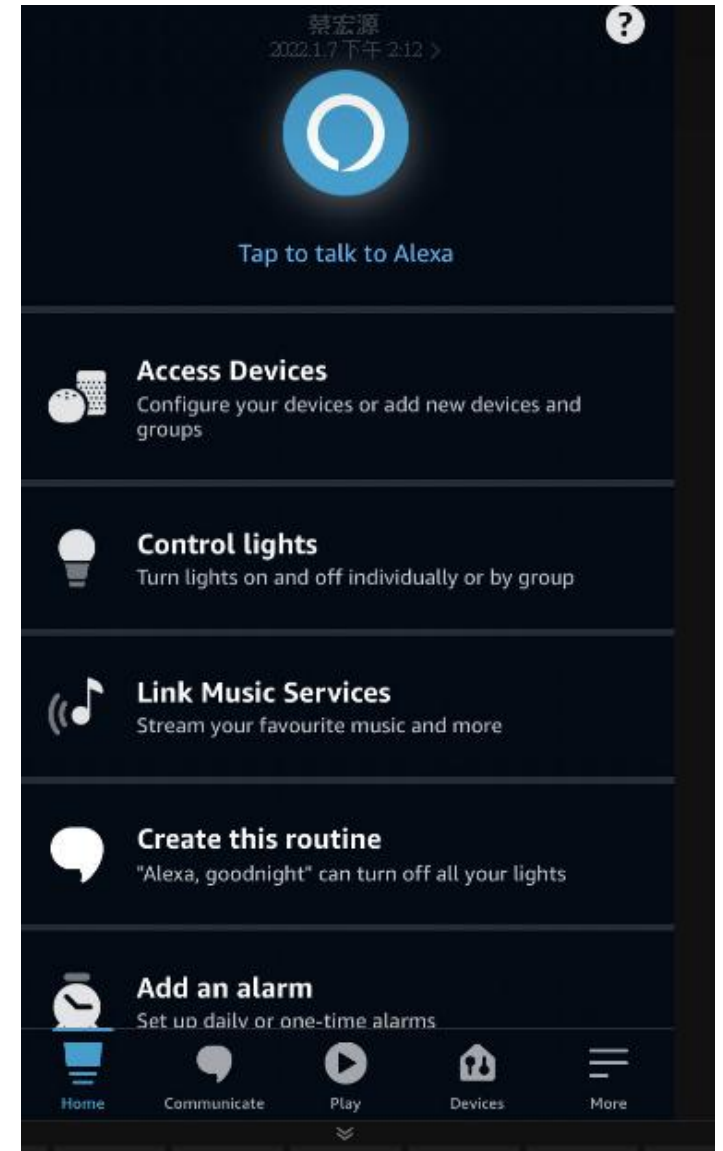 蔡宏源
2022.1.7 下午 2:12 >
?
Tap to talk to Alexa
Access Devices
Configure your devices or add new devices and
groups
Control lights
Turn lights on and off individually or by group
Link Music Services
Stream your favourite music and more
Create this routine
"Alexa, goodnight" can turn off all your lights
Add an alarm
Set up daily or one-time alarms
Home
Communicate
Play
Devices
More